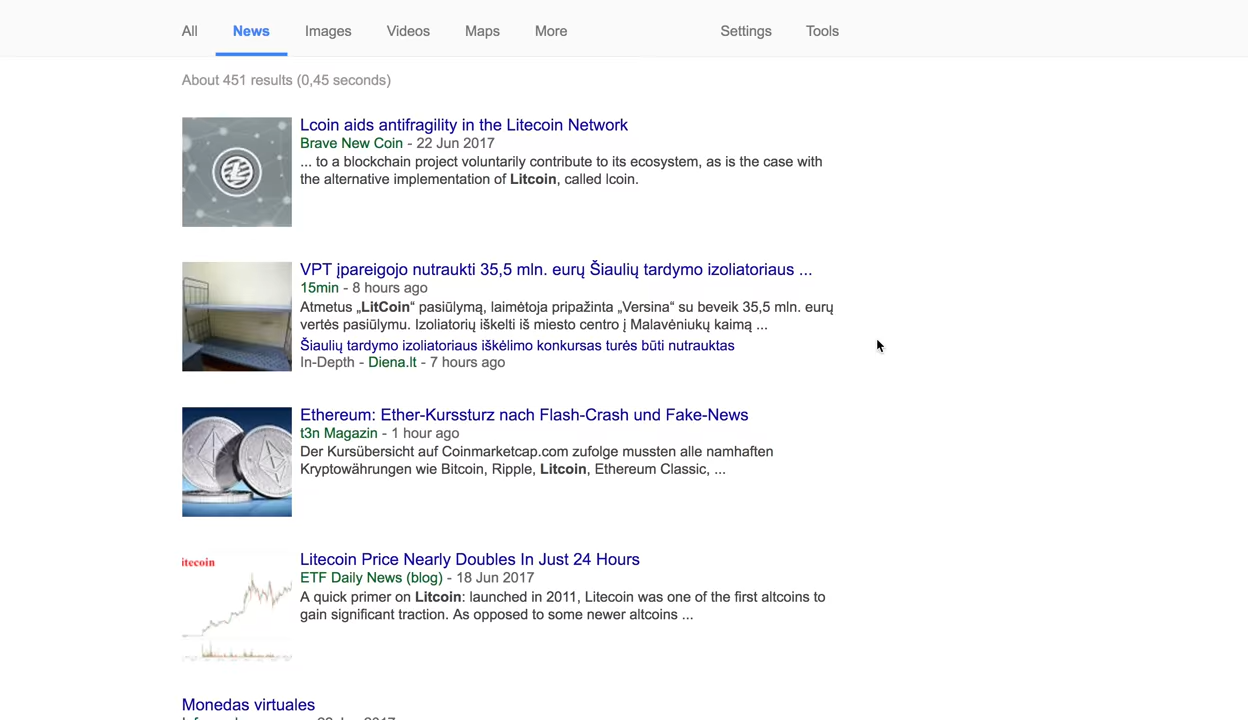 All News Images Videos Maps More Settings Tools
About 451 results (0,45 seconds)
Lcoin aids antifragility in the Litecoin Network
Brave New Coin - 22 Jun 2017
... to a blockchain project voluntarily contribute to its ecosystem, as is the case with
the alternative implementation of Litcoin, called lcoin.
VPT įpareigojo nutraukti 35,5 mln. eurų Šiaulių tardymo izoliatoriaus ...
15min - 8 hours ago
Atmetus „LitCoin“ pasiūlymą, laimėtoja pripažinta „Versina“ su beveik 35,5 mln. eurų
vertės pasiūlymu. Izoliatorių iškelti iš miesto centro į Malavėniukų kaimą ...
Šiaulių tardymo izoliatoriaus iškėlimo konkursas turės būti nutrauktas
In-Depth - Diena.lt - 7 hours ago
Ethereum: Ether-Kurssturz nach Flash-Crash und Fake-News
t3n Magazin - 1 hour ago
Der Kursübersicht auf Coinmarketcap.com zufolge mussten alle namhaften
Kryptowährungen wie Bitcoin, Ripple, Litcoin, Ethereum Classic, ...
itecoin
Litecoin Price Nearly Doubles In Just 24 Hours
ETF Daily News (blog) - 18 Jun 2017
A quick primer on Litcoin: launched in 2011, Litecoin was one of the first altcoins to
gain significant traction. As opposed to some newer altcoins ...
Monedas virtuales